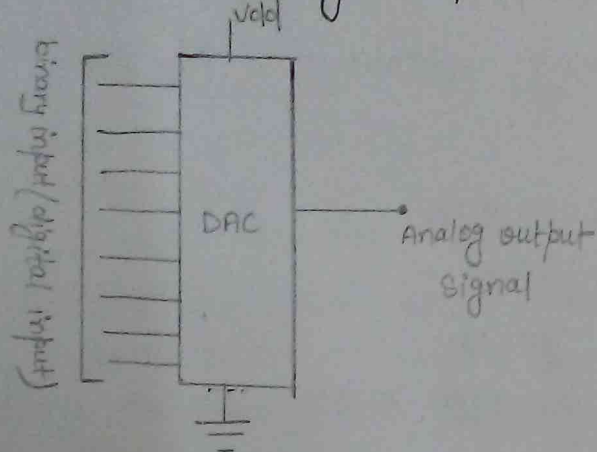 Vdd
binary input/digital input)
DAC
Analog output
Signal